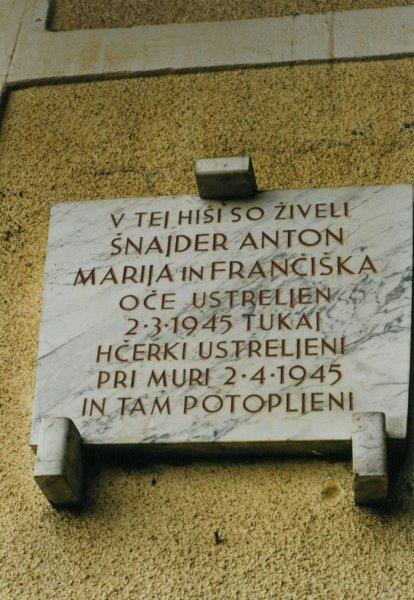 V TEJ HIŠI SO ŽIVELI
ŠNAJDER ANTON
MARIJA IN FRANČIŠKA
OČE USTRELJEN
2·3·1945 TUKAJ
HČERKI USTRELJENI
PRI MURI 2·4·1945
IN TAM POTOPLJENI